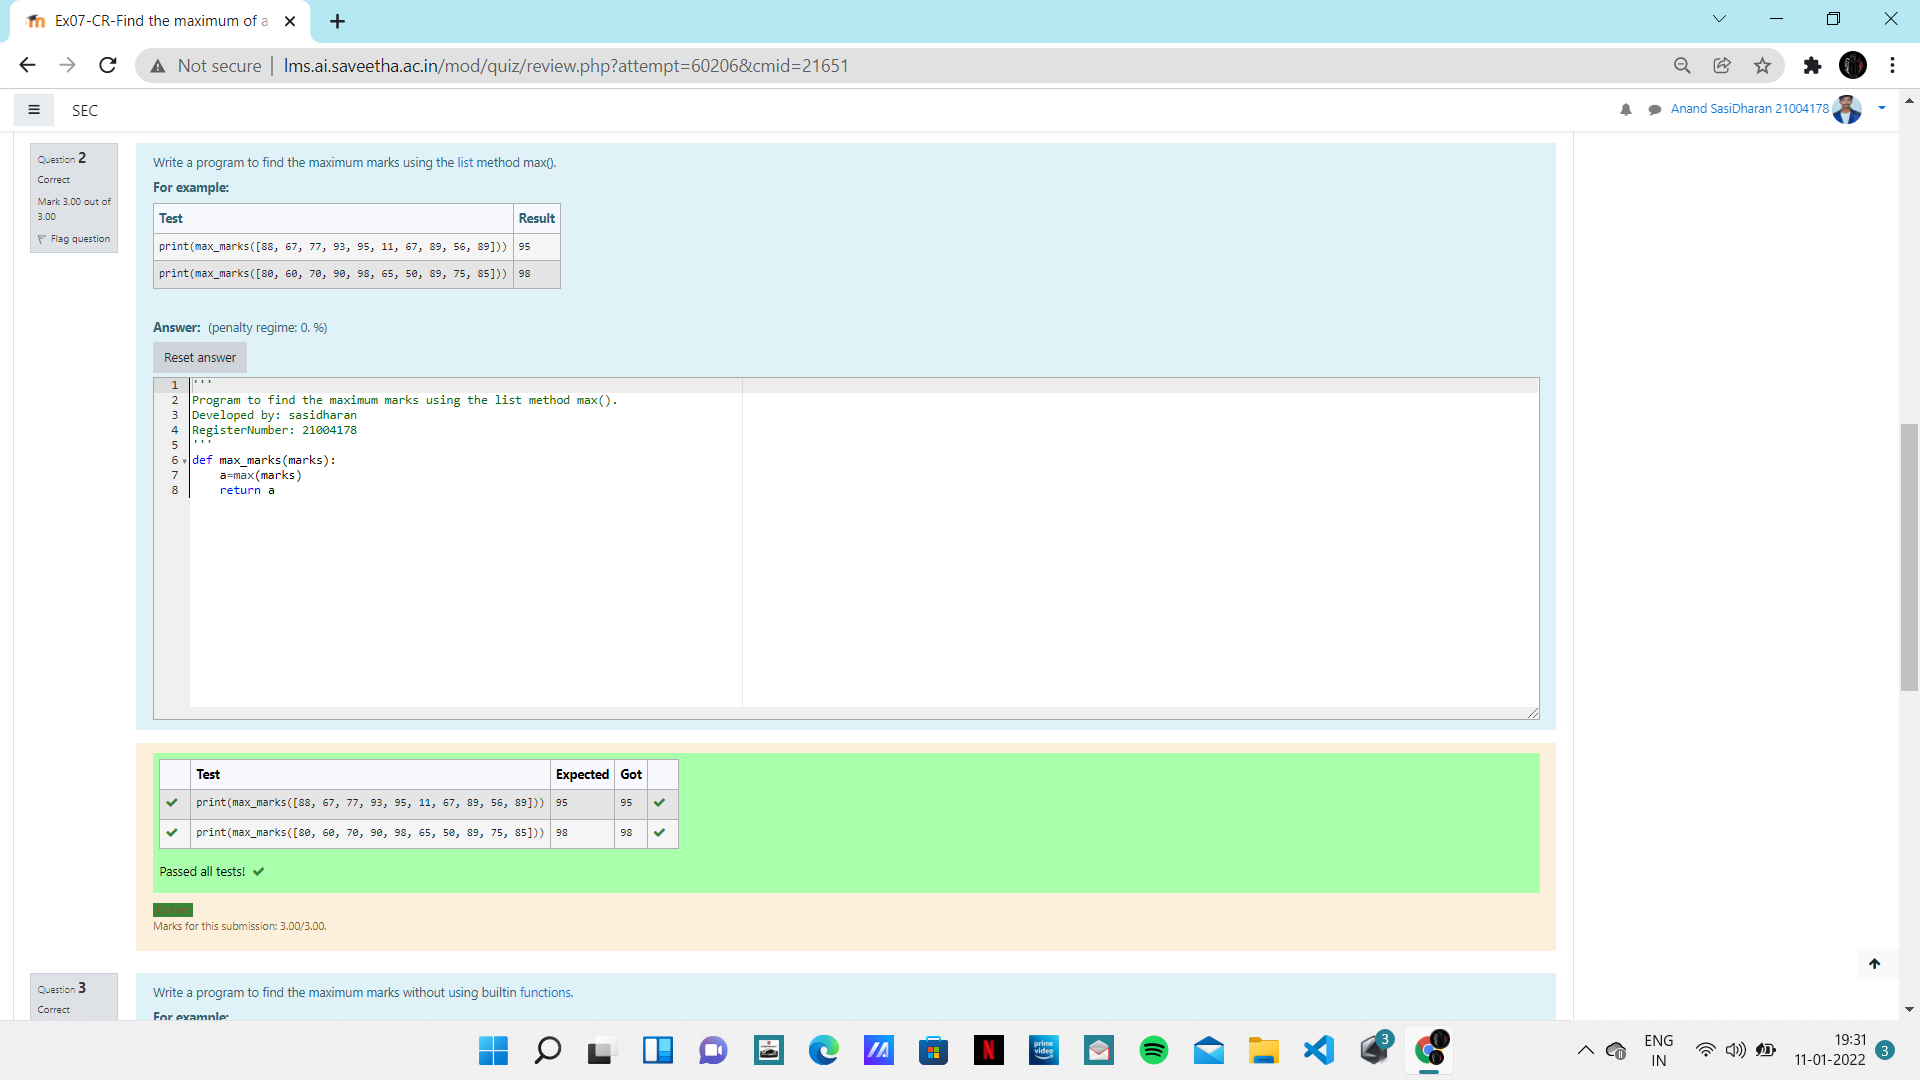 Ex07-CR-Find the maximum of a
Not secure | lms.ai.saveetha.ac.in/mod/quiz/review.php?attempt=60206&cmid=21651
SEC
Anand SasiDharan 21004178
Question 2
Correct
Mark 3.00 out of
3.00
Flag question
Write a program to find the maximum marks using the list method max().
For example:
Test Result
print(max_marks([88, 67, 77, 93, 95, 11, 67, 89, 56, 89])) 95
print(max_marks([80, 60, 70, 90, 98, 65, 50, 89, 75, 85])) 98
Answer: (penalty regime: 0. %)
Reset answer
1 '''
2 Program to find the maximum marks using the list method max().
3 Developed by: sasidharan
4 RegisterNumber: 21004178
5 '''
6 def max_marks(marks):
7 a=max(marks)
8 return a
Test Expected Got
print(max_marks([88, 67, 77, 93, 95, 11, 67, 89, 56, 89])) 95 95
print(max_marks([80, 60, 70, 90, 98, 65, 50, 89, 75, 85])) 98 98
Passed all tests!
Correct
Marks for this submission: 3.00/3.00.
Question 3
Correct
Write a program to find the maximum marks without using builtin functions.
For example:
prime video
N
3
ENG
IN
19:31
11-01-2022
3